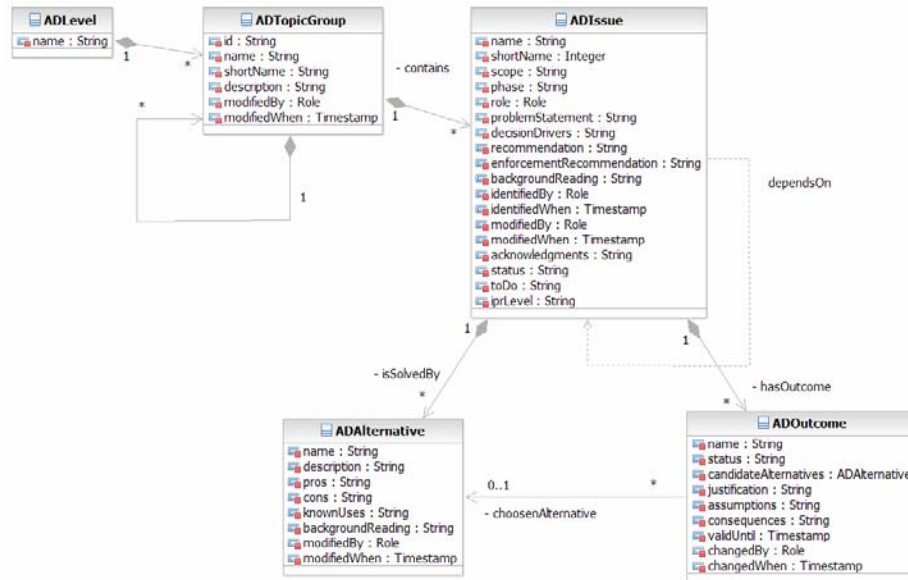 ADLevel
name : String
1
*
ADTopicGroup
id : String
name : String
shortName : String
description : String
modifiedBy : Role
modifiedWhen : Timestamp
*
1
- contains
1
*
ADIssue
name : String
shortName : Integer
scope : String
phase : String
role : Role
problemStatement : String
decisionDrivers : String
recommendation : String
enforcementRecommendation : String
backgroundReading : String
identifiedBy : Role
identifiedWhen : Timestamp
modifiedBy : Role
modifiedWhen : Timestamp
acknowledgments : String
status : String
toDo : String
iprLevel : String
dependsOn
1
- isSolvedBy
*
1
- hasOutcome
*
ADAlternative
name : String
description : String
pros : String
cons : String
knownUses : String
backgroundReading : String
modifiedBy : Role
modifiedWhen : Timestamp
0..1
*
- choosenAlternative
ADOutcome
name : String
status : String
candidateAlternatives : ADAlternative
justification : String
assumptions : String
consequences : String
validUntil : Timestamp
changedBy : Role
changedWhen : Timestamp